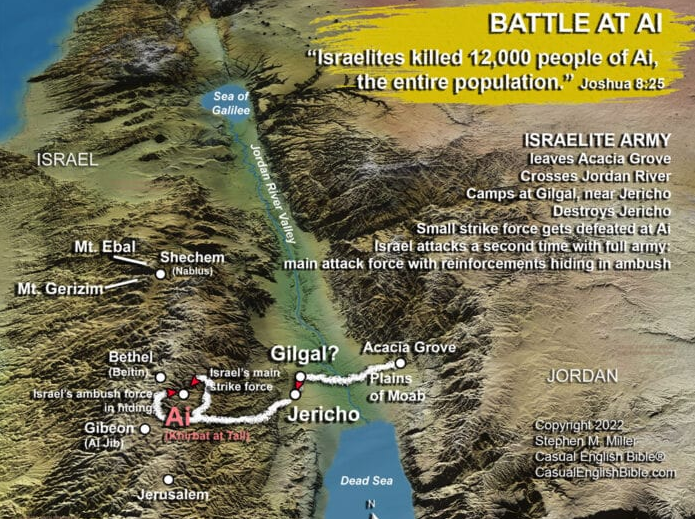 BATTLE AT AI
“Israelites killed 12,000 people of Ai,
the entire population.” Joshua 8:25
ISRAELITE ARMY
leaves Acacia Grove
Crosses Jordan River
Camps at Gilgal, near Jericho
Destroys Jericho
Small strike force gets defeated at Ai
Israel attacks a second time with full army:
main attack force with reinforcements hiding in ambush
Sea of
Galilee
ISRAEL
Jordan River Valley
Mt. Ebal
Shechem
(Nablus)
Mt. Gerizim
Bethel
(Beitin)
Israel's main
strike force
Gilgal?
Acacia Grove
Plains
of Moab
JORDAN
Israel's ambush force
in hiding
Ai
(Khirbat at Tall)
Jericho
Gibeon
(Al Jib)
Jerusalem
Dead Sea
N
Copyright 2022
Stephen M. Miller
Casual English Bible®
CasualEnglishBible.com